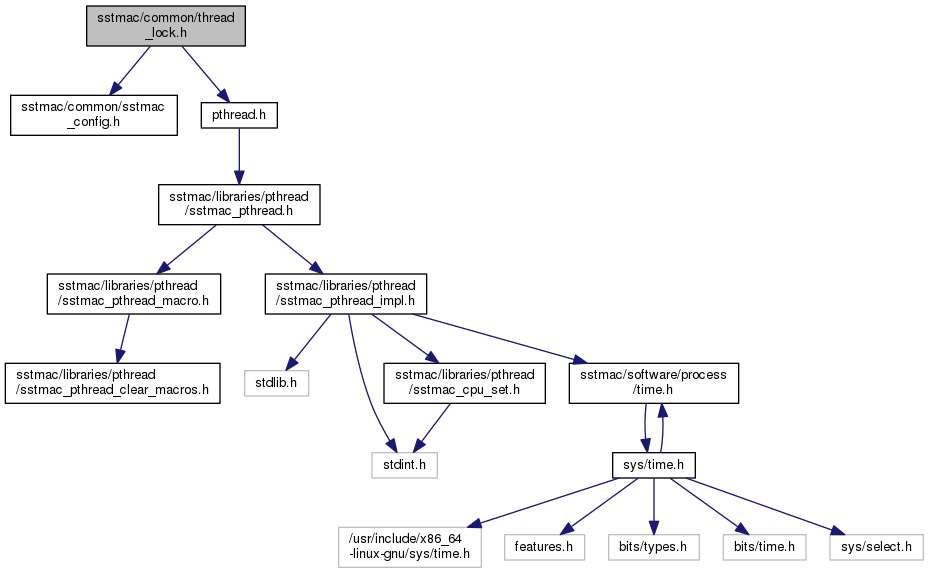 sstmac/common/thread
_lock.h
sstmac/common/sstmac
_config.h
pthread.h
sstmac/libraries/pthread
/sstmac_pthread.h
sstmac/libraries/pthread
/sstmac_pthread_macro.h
sstmac/libraries/pthread
/sstmac_pthread_impl.h
sstmac/libraries/pthread
/sstmac_pthread_clear_macros.h
stdlib.h
sstmac/libraries/pthread
/sstmac_cpu_set.h
sstmac/software/process
/time.h
stdint.h
sys/time.h
/usr/include/x86_64
-linux-gnu/sys/time.h
features.h
bits/types.h
bits/time.h
sys/select.h